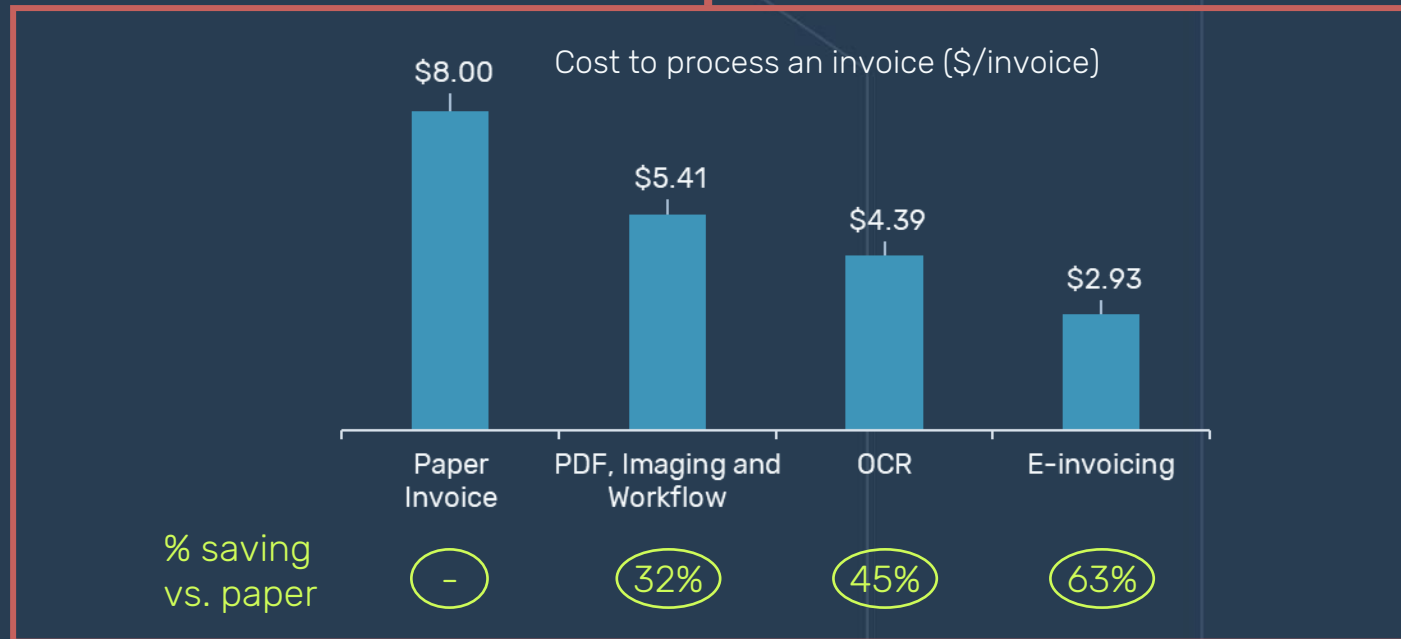 Cost to process an invoice ($/invoice)
$8.00
$5.41
$4.39
$2.93
Paper
Invoice
PDF, Imaging and
Workflow
OCR
E-invoicing
% saving
vs. paper
-
32%
45%
63%